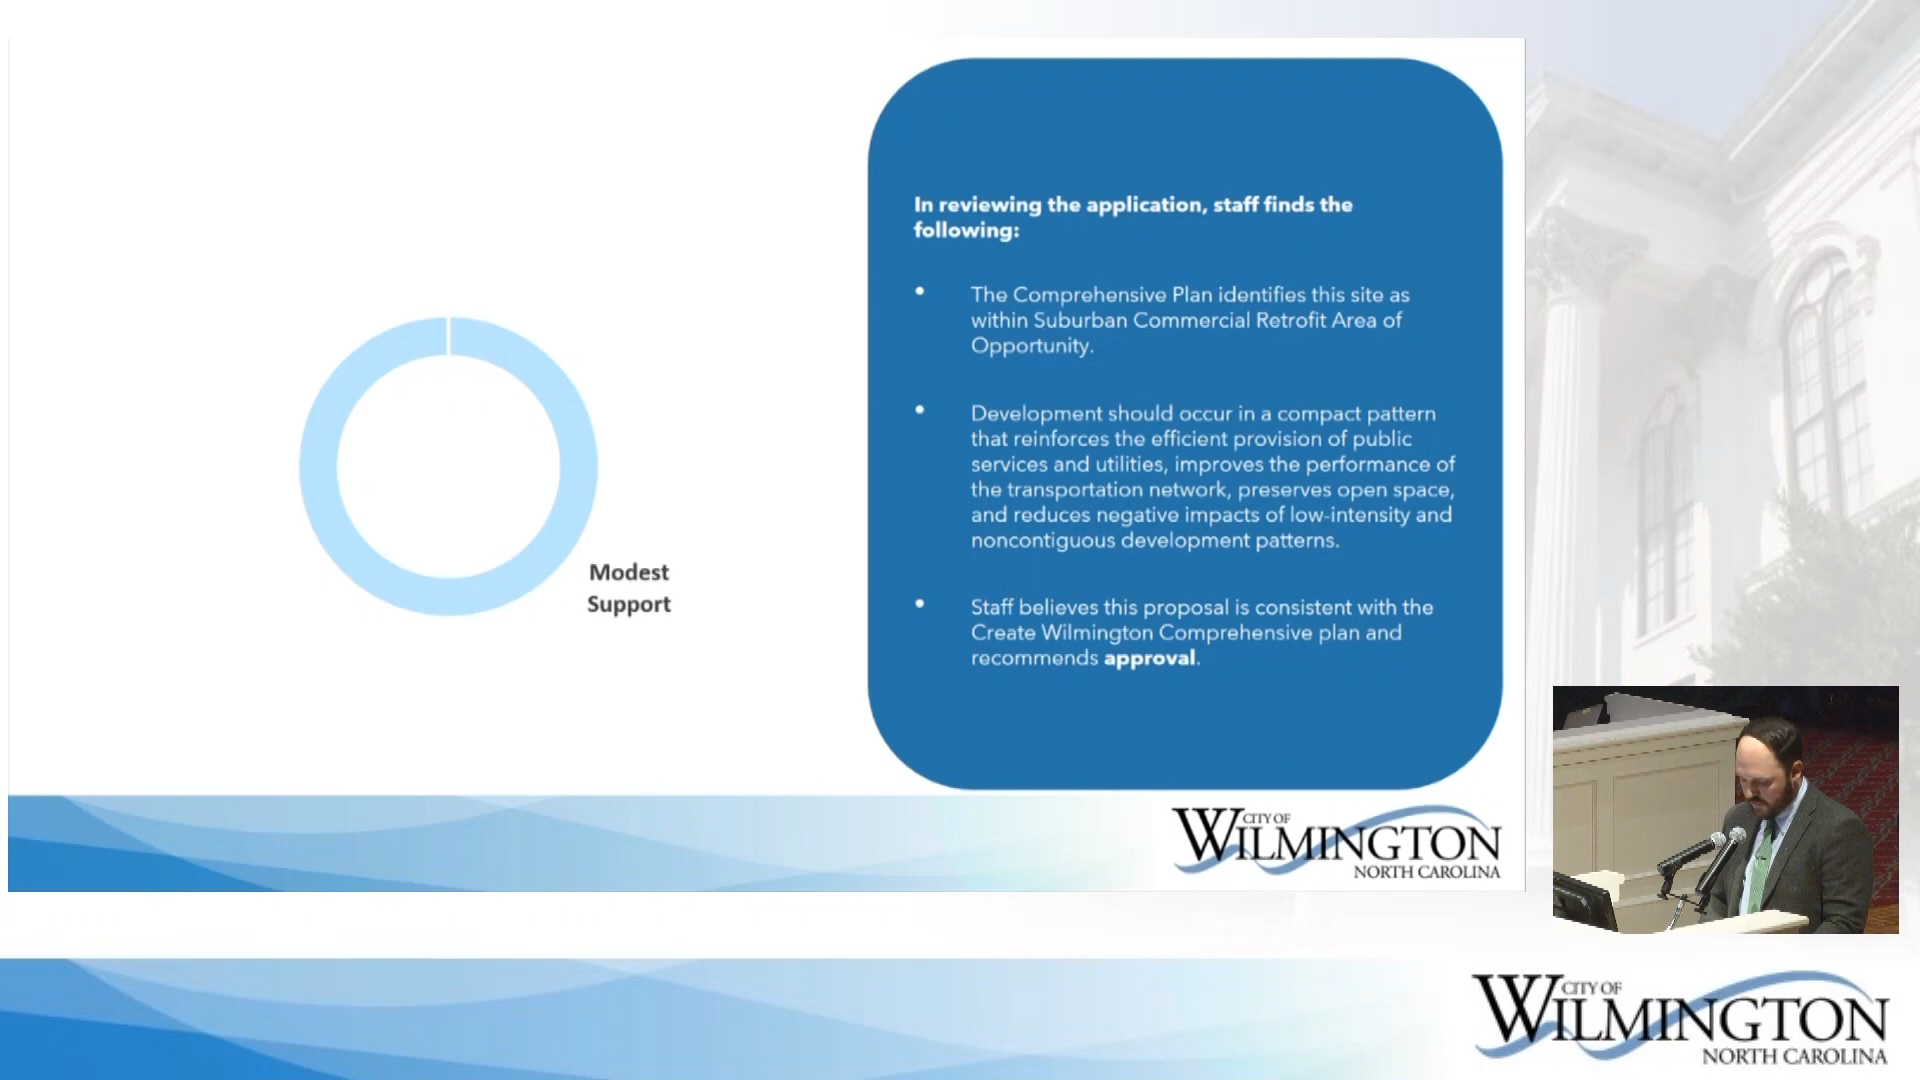 In reviewing the application, staff finds the
following:
• The Comprehensive Plan identifies this site as
within Suburban Commercial Retrofit Area of
Opportunity.
• Development should occur in a compact pattern
that reinforces the efficient provision of public
services and utilities, improves the performance of
the transportation network, preserves open space,
and reduces negative impacts of low-intensity and
noncontiguous development patterns.
• Staff believes this proposal is consistent with the
Create Wilmington Comprehensive plan and
recommends approval.
Modest
Support
CITY OF
WILMINGTON
NORTH CAROLINA
CITY OF
WILMINGTON
NORTH CAROLINA